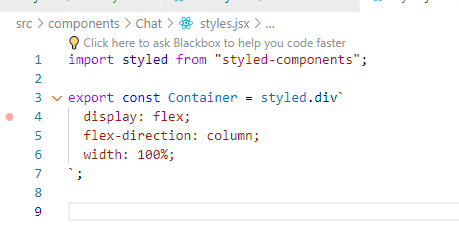 src > components > Chat > styles.jsx > ...
Click here to ask Blackbox to help you code faster
1 import styled from "styled-components";
2
3 export const Container = styled.div`
4 display: flex;
5 flex-direction: column;
6 width: 100%;
7 `;
8
9